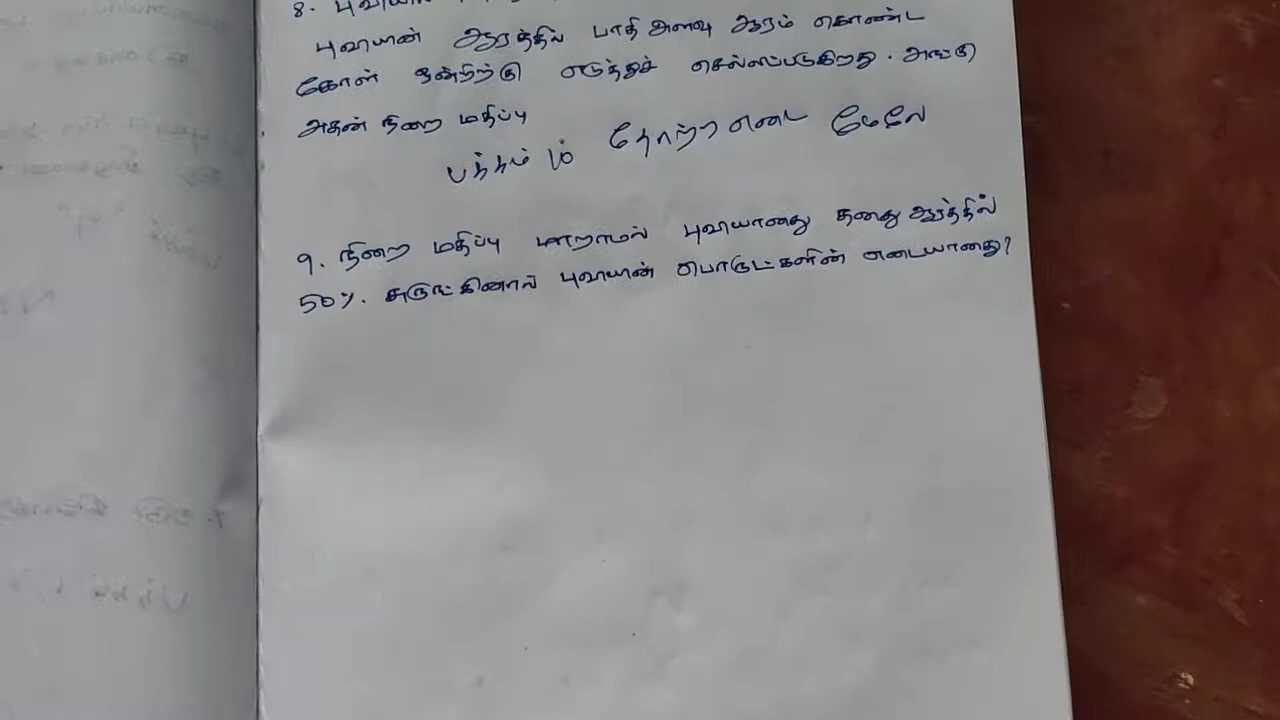 8. புவியில்
புவியின் ஆரத்தில் பாதி அளவு ஆரம் கொண்ட
கோள் ஒன்றிற்கு எடுத்துச் செல்லப்படுகிறது. அங்கு
அதன் நிறை மதிப்பு
பக்கம் 10 தோற்ற எடை மேலே
9. நிறை மதிப்பு மாறாமல் புவியானது தனது ஆரத்தில்
50%. சுருங்கினால் புவியின் பொருட்களின் எடையானது?